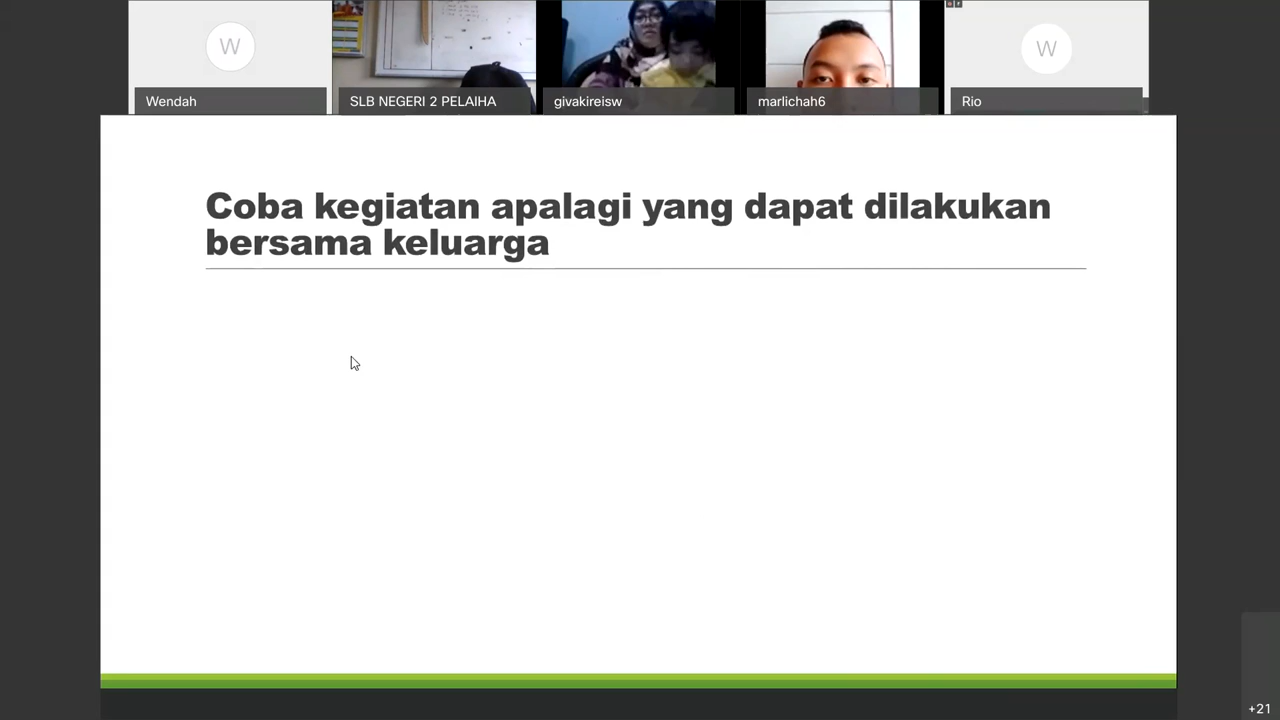 W
W
Wendah
SLB NEGERI 2 PELAIHA
givakireisw
marlichah6
Rio
Coba kegiatan apalagi yang dapat dilakukan
bersama keluarga
+21